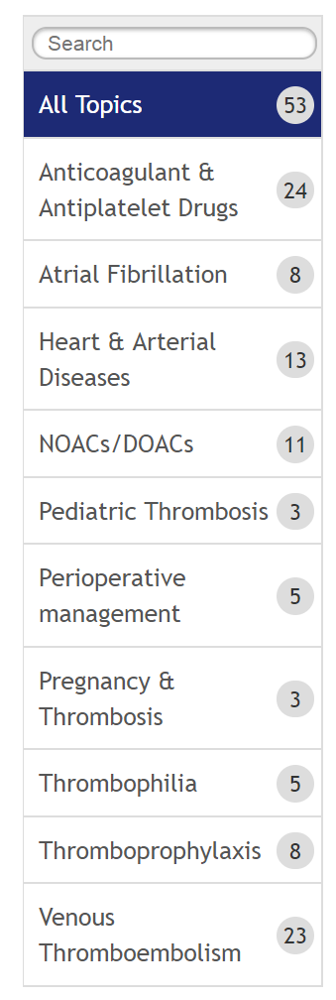 Search
All Topics 53
Anticoagulant &
Antiplatelet Drugs 24
Atrial Fibrillation 8
Heart & Arterial
Diseases 13
NOACs/DOACs 11
Pediatric Thrombosis 3
Perioperative
management 5
Pregnancy &
Thrombosis 3
Thrombophilia 5
Thromboprophylaxis 8
Venous
Thromboembolism 23